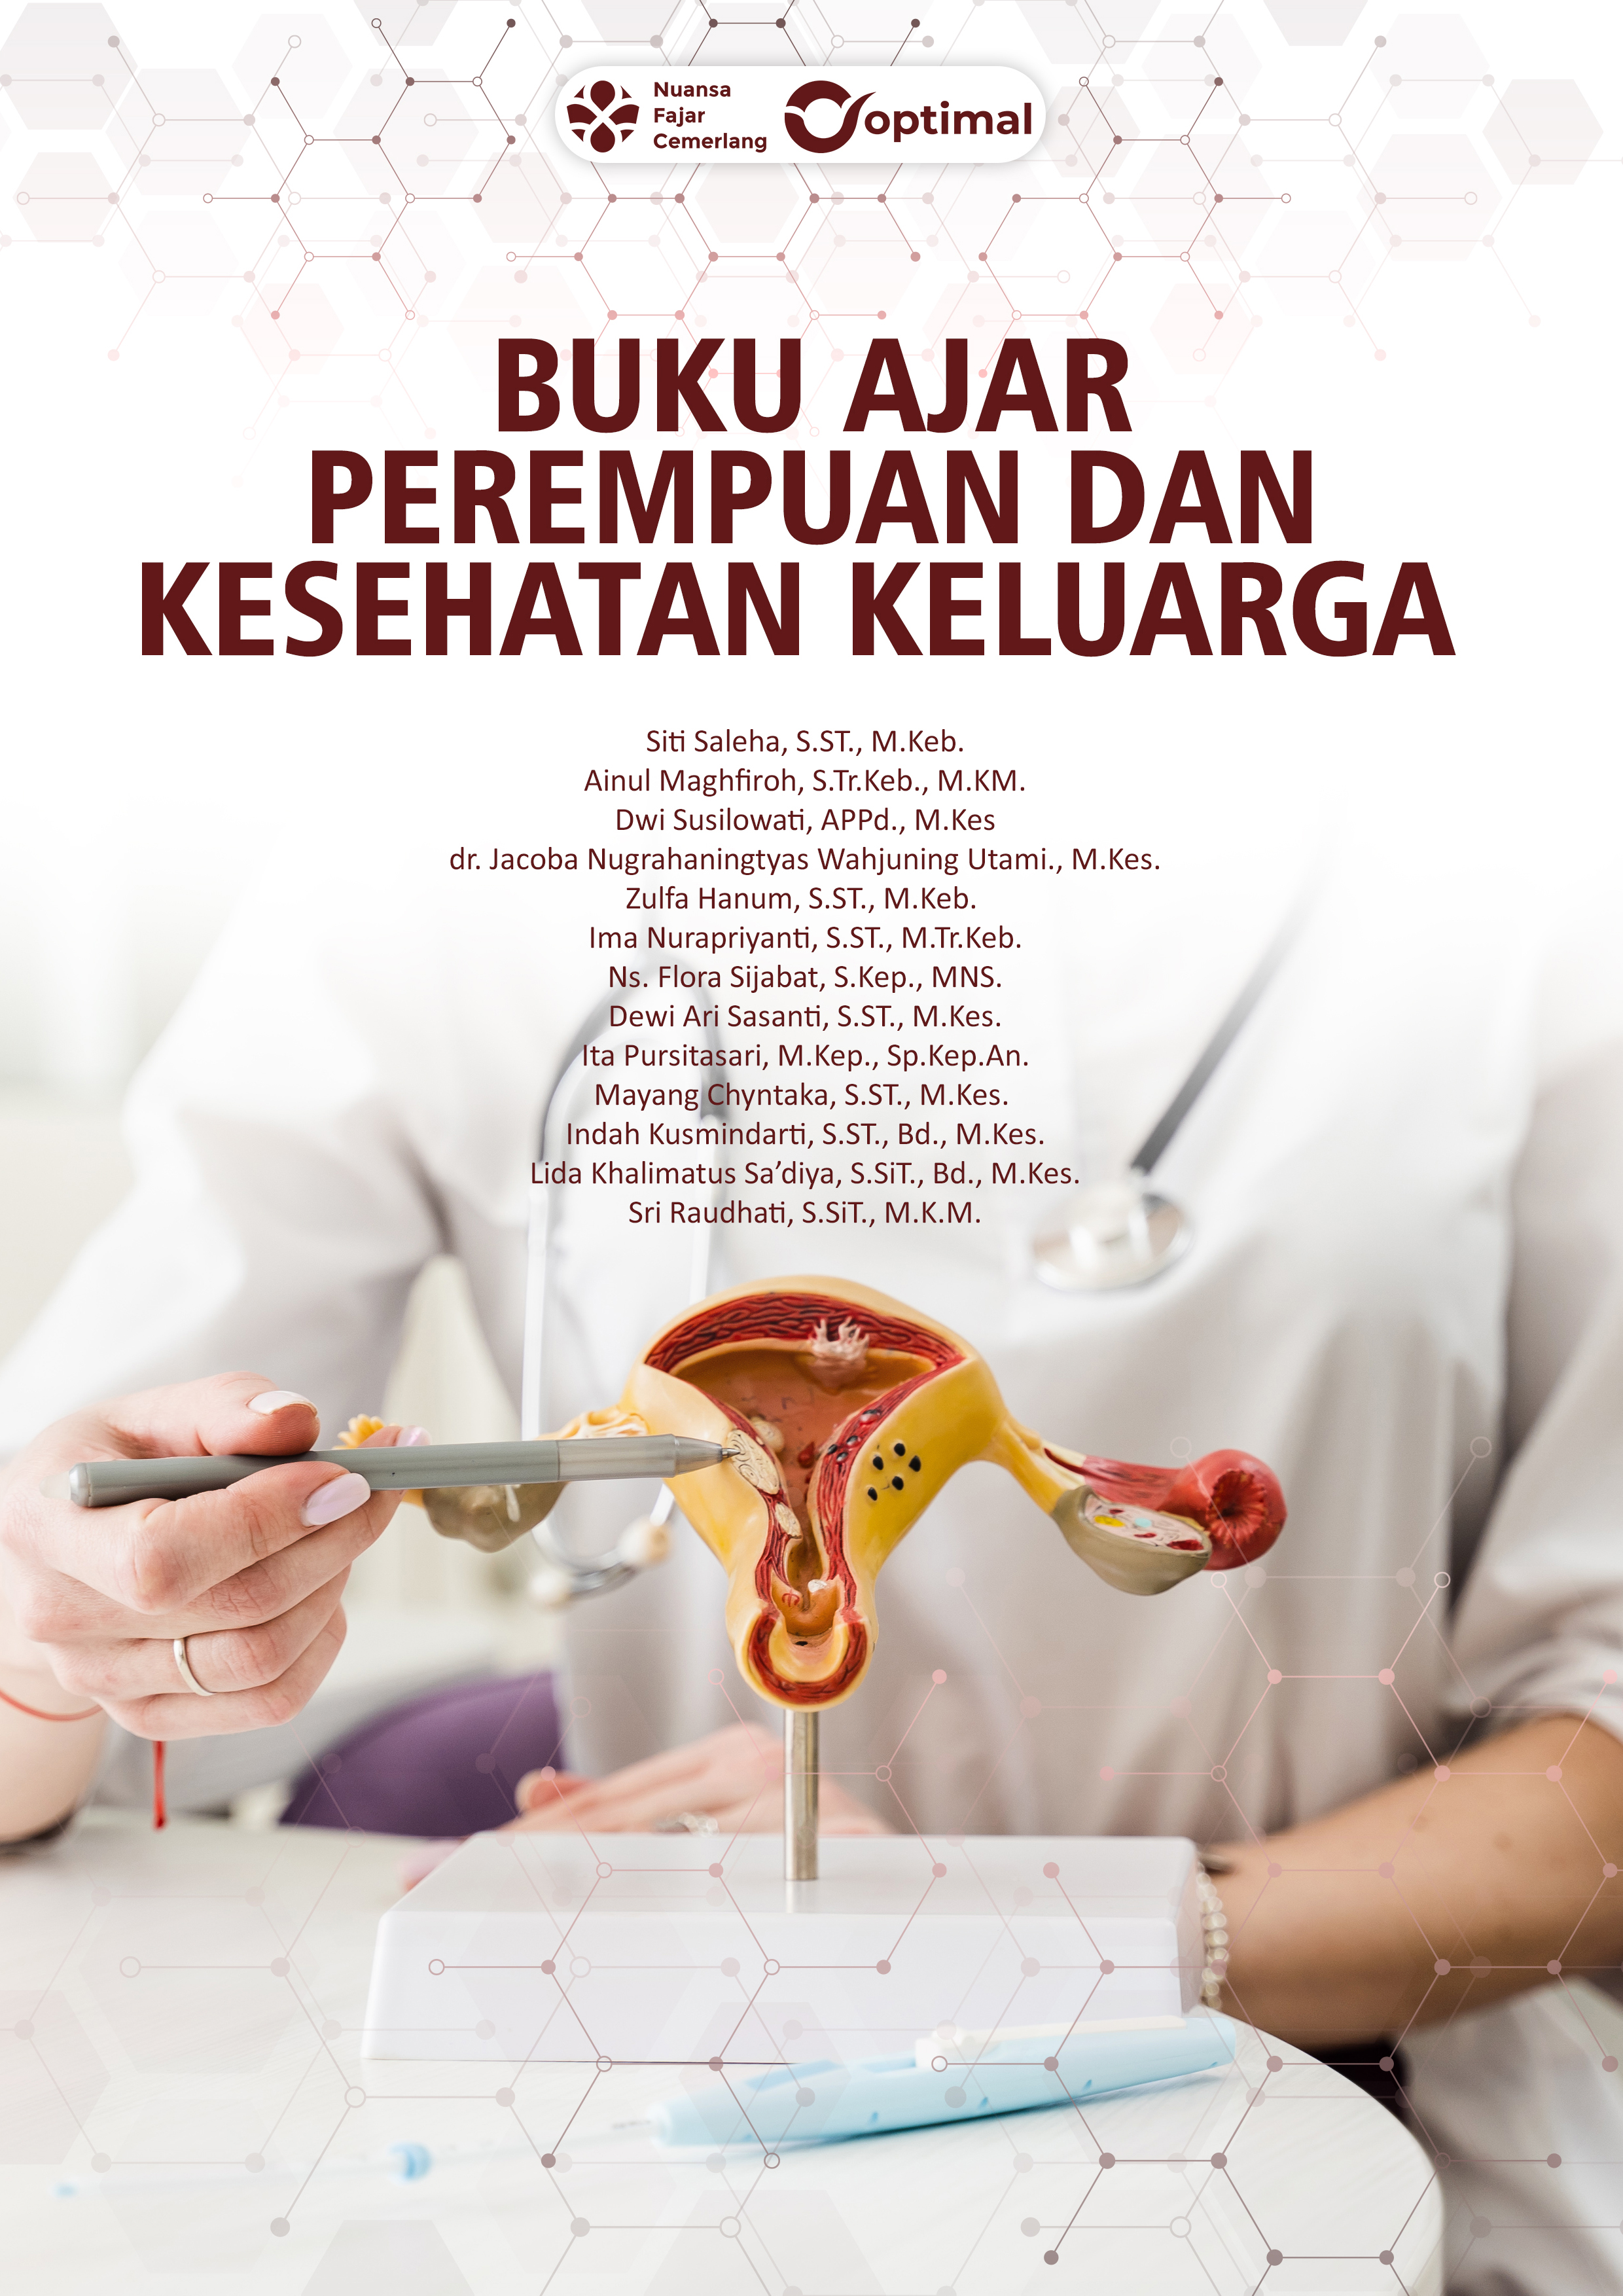 Nuansa
Fajar
Cemerlang
optimal
BUKU AJAR
PEREMPUAN DAN
KESEHATAN KELUARGA
Siti Saleha, S.ST., M.Keb.
Ainul Maghfiroh, S.Tr.Keb., M.KM.
Dwi Susilowati, APPd., M.Kes
dr. Jacoba Nugrahaningtyas Wahjuning Utami., M.Kes.
Zulfa Hanum, S.ST., M.Keb.
Ima Nurapriyanti, S.ST., M.Tr.Keb.
Ns. Flora Sijabat, S.Kep., MNS.
Dewi Ari Sasanti, S.ST., M.Kes.
Ita Pursitasari, M.Kep., Sp.Kep.An.
Mayang Chyntaka, S.ST., M.Kes.
Indah Kusmindarti, S.ST., Bd., M.Kes.
Lida Khalimatus Sa’diya, S.SiT., Bd., M.Kes.
Sri Raudhati, S.SiT., M.K.M.